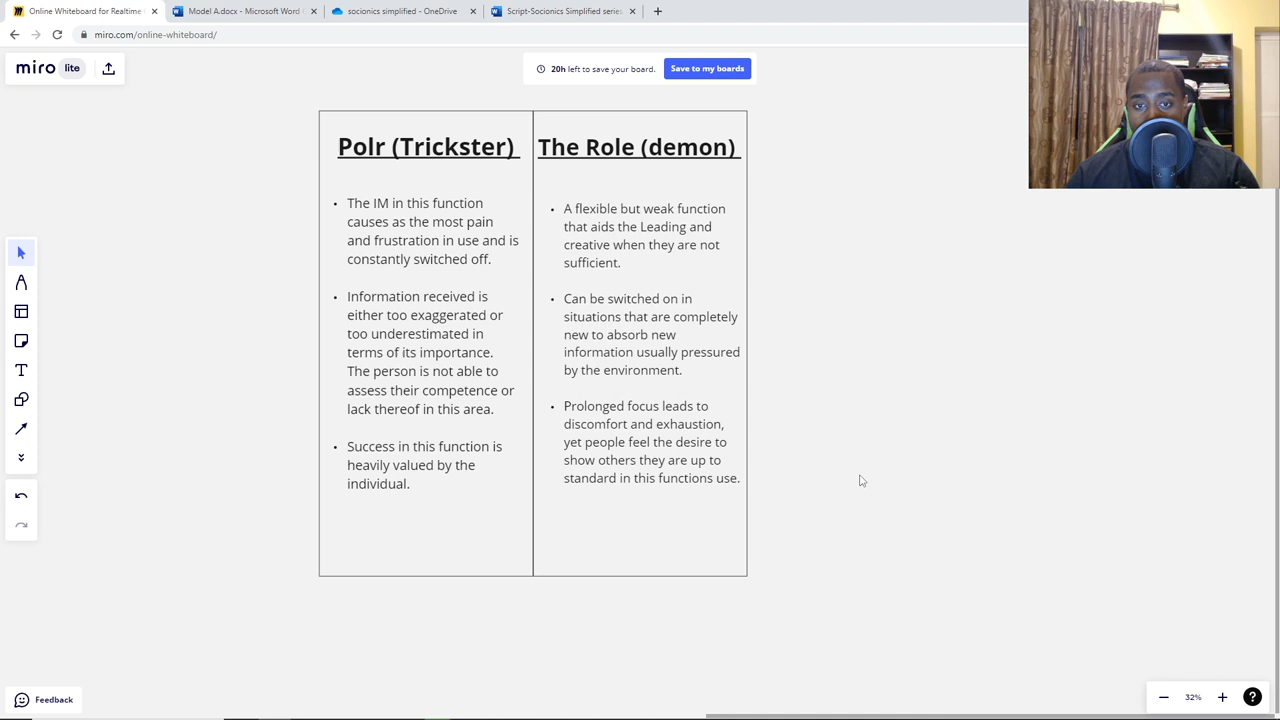 Online Whiteboard for Realtime
Model A.docx - Microsoft Word
socionics simplified - OneDrive
Script-Socionics Simplified series
miro.com/online-whiteboard/
miro lite
20h left to save your board.
Save to my boards
Polr (Trickster)
The IM in this function
causes as the most pain
and frustration in use and is
constantly switched off.
Information received is
either too exaggerated or
too underestimated in
terms of its importance.
The person is not able to
assess their competence or
lack thereof in this area.
Success in this function is
heavily valued by the
individual.
The Role (demon)
A flexible but weak function
that aids the Leading and
creative when they are not
sufficient.
Can be switched on in
situations that are completely
new to absorb new
information usually pressured
by the environment.
Prolonged focus leads to
discomfort and exhaustion,
yet people feel the desire to
show others they are up to
standard in this functions use.
Feedback
32%